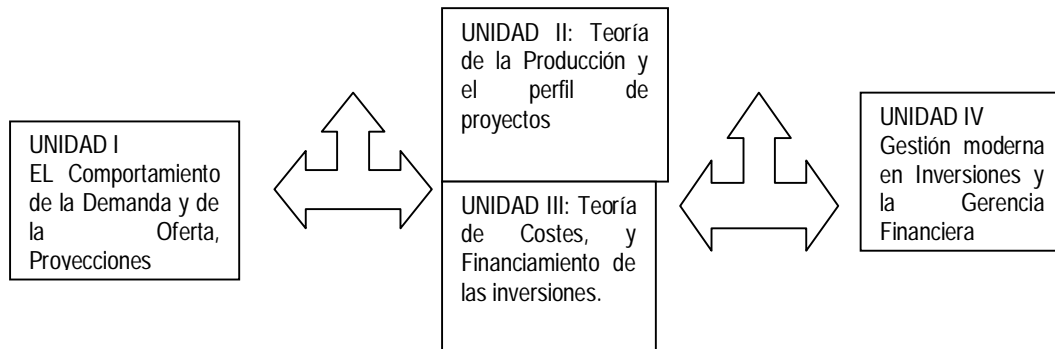 UNIDAD I
EL Comportamiento
de la Demanda y de
la Oferta,
Proyecciones
UNIDAD II: Teoría
de la Producción y
el perfil de
proyectos
UNIDAD III: Teoría
de Costes, y
Financiamiento de
las inversiones.
UNIDAD IV
Gestión moderna
en Inversiones y
la Gerencia
Financiera